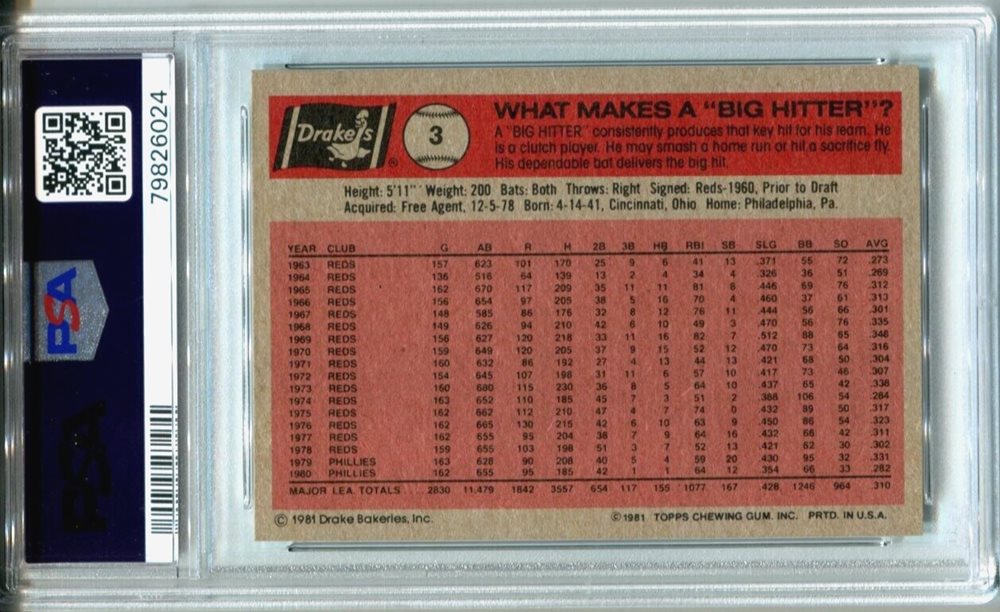 79826024
PSA
PSA
Drake's
®
3
WHAT MAKES A "BIG HITTER"?
A "BIG HITTER" consistently produces that key hit for his team. He
is a clutch player. He may smash a home run or hit a sacrifice fly.
His dependable bat delivers the big hit.
Height: 5'11" Weight: 200 Bats: Both Throws: Right Signed: Reds-1960, Prior to Draft
Acquired: Free Agent, 12-5-78 Born: 4-14-41, Cincinnati, Ohio Home: Philadelphia, Pa.
YEAR CLUB G AB R H 2B 3B HR RBI SB SLG BB SO AVG
1963 REDS 157 623 101 170 25 9 6 41 13 .371 55 72 .273
1964 REDS 136 516 64 139 13 2 4 34 4 .326 36 51 .269
1965 REDS 162 670 117 209 35 11 11 81 8 .446 69 76 .312
1966 REDS 156 654 97 205 38 5 16 70 4 .460 37 61 .313
1967 REDS 148 585 86 176 32 8 12 76 11 .444 56 66 .301
1968 REDS 149 626 94 210 42 6 10 49 3 .470 56 76 .335
1969 REDS 156 627 120 218 33 11 16 82 7 .512 88 65 .348
1970 REDS 159 649 120 205 37 9 15 52 12 .470 73 64 .316
1971 REDS 160 632 86 192 27 4 13 44 13 .421 68 50 .304
1972 REDS 154 645 107 198 31 11 6 57 10 .417 73 46 .307
1973 REDS 160 680 115 230 36 8 5 64 10 .437 65 42 .338
1974 REDS 163 652 110 185 45 7 3 51 2 .388 106 54 .284
1975 REDS 162 662 112 210 47 4 7 74 0 .432 89 50 .317
1976 REDS 162 665 130 215 42 6 10 63 9 .450 86 54 .323
1977 REDS 162 655 95 204 38 7 9 64 16 .432 66 42 .311
1978 REDS 159 655 103 198 51 3 7 52 13 .421 62 30 .302
1979 PHILLIES 163 628 90 208 40 5 4 59 20 .430 95 32 .331
1980 PHILLIES 162 655 95 185 42 1 1 64 12 .354 66 33 .282
MAJOR LEA. TOTALS 2830 11,479 1842 3557 654 117 155 1077 167 .428 1246 964 .310
© 1981 Drake Bakeries, Inc. © 1981 TOPPS CHEWING GUM. INC. PRTD. IN U.S.A.